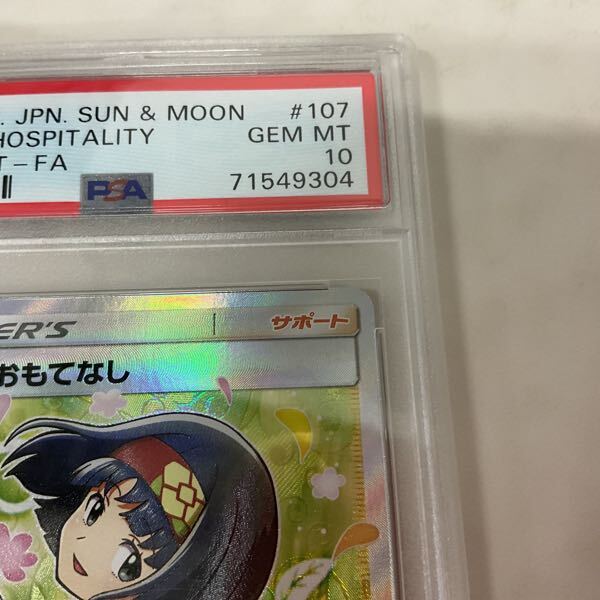 . JPN. SUN & MOON #107
HOSPITALITY GEM MT
T-FA 10
PSA 71549304
ER'S サポート
おもてなし